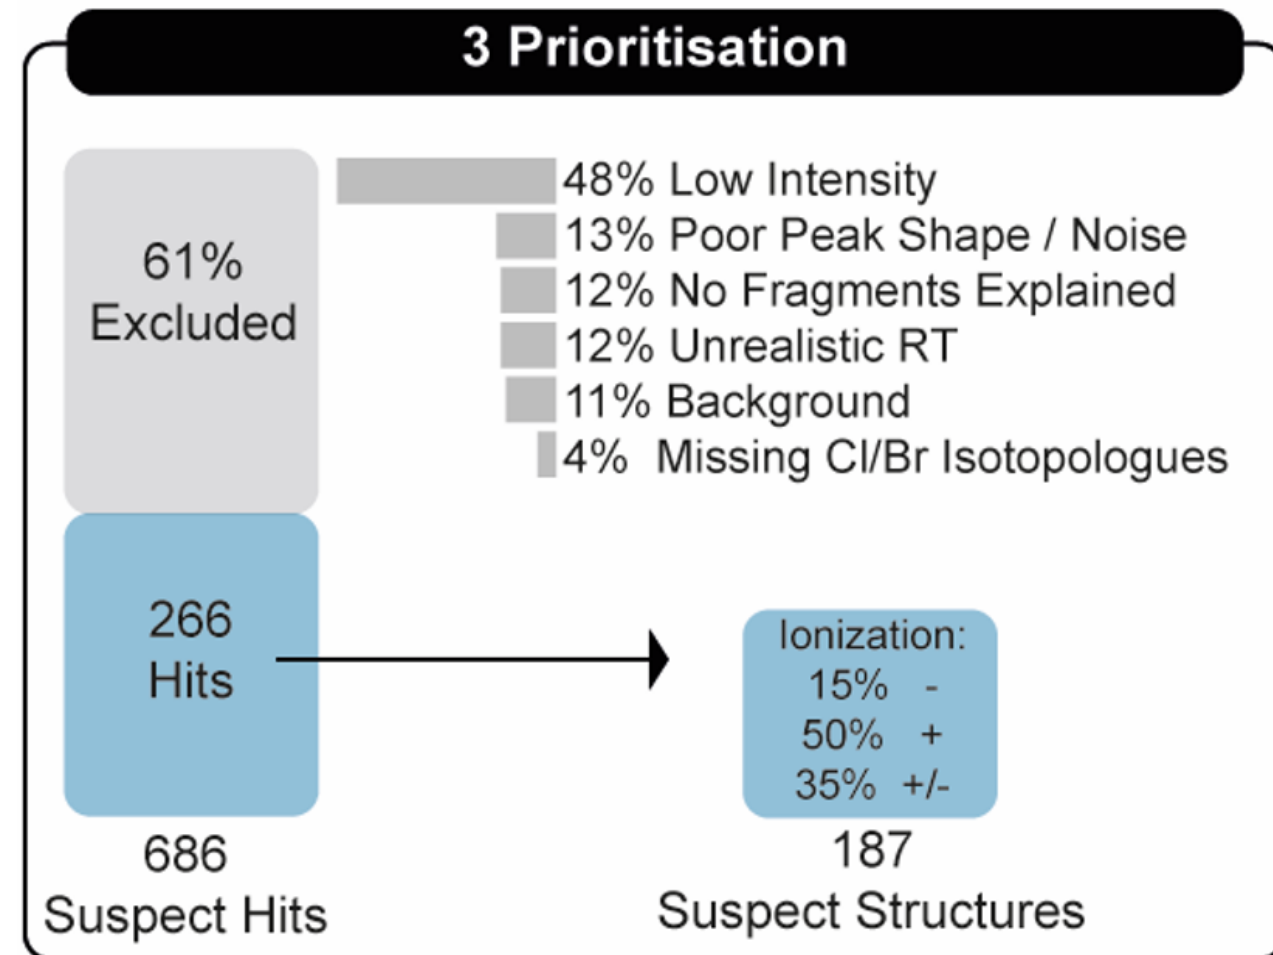 3 Prioritisation
61%
Excluded
48% Low Intensity
13% Poor Peak Shape / Noise
12% No Fragments Explained
12% Unrealistic RT
11% Background
4% Missing Cl/Br Isotopologues
266
Hits
686
Suspect Hits
Ionization:
15% -
50% +
35% +/-
187
Suspect Structures